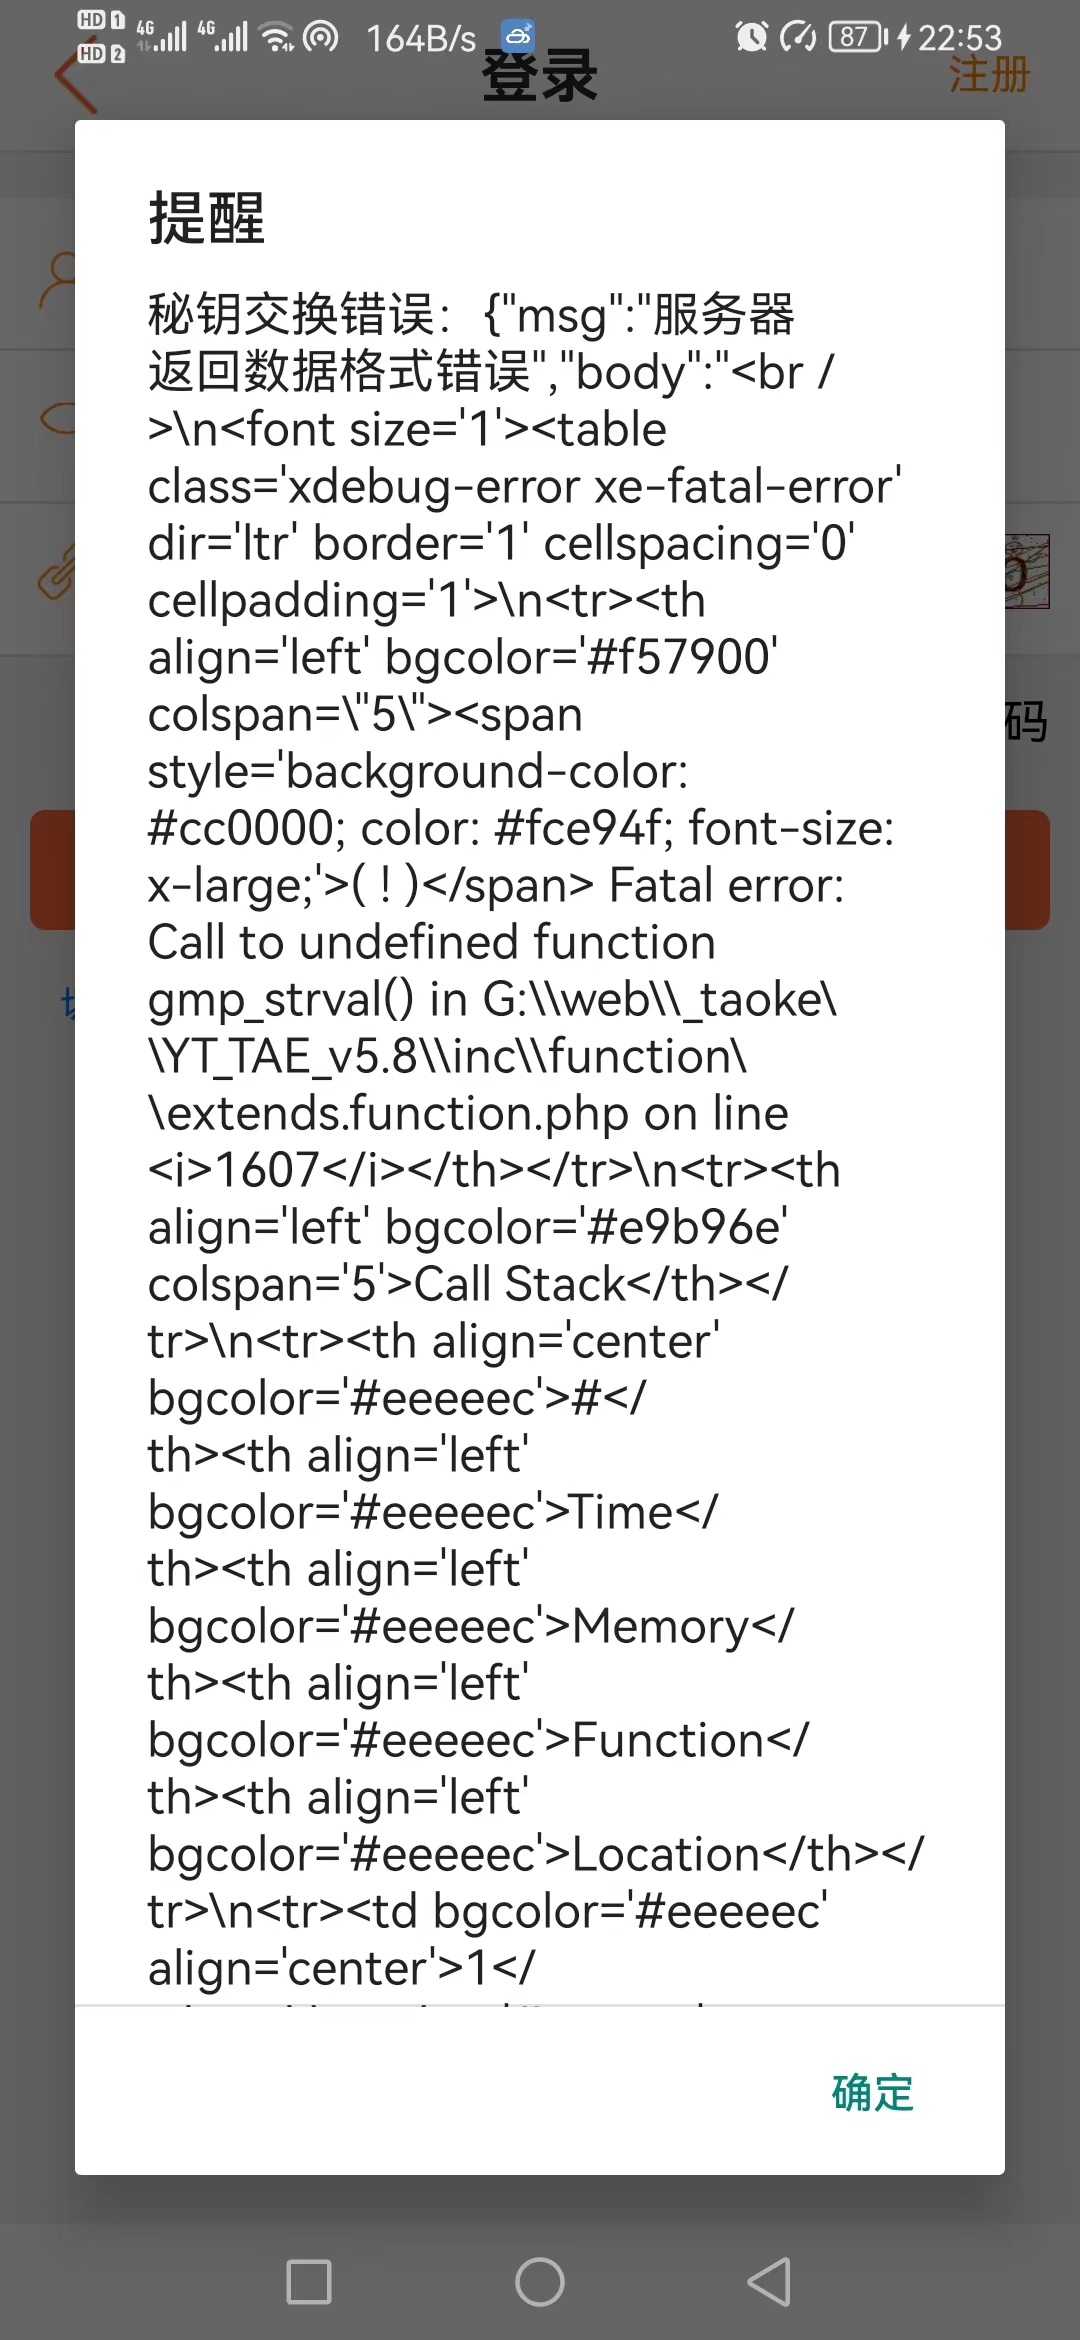 HD 1 4G 4G 164B/s 87 22:53
HD 2
登录 注册
提醒
秘钥交换错误：{"msg":"服务器
返回数据格式错误","body":"<br /
>\n<font size='1'><table
class='xdebug-error xe-fatal-error'
dir='ltr' border='1' cellspacing='0'
cellpadding='1'>\n<tr><th
align='left' bgcolor='#f57900'
colspan=\"5\"><span
style='background-color:
#cc0000; color: #fce94f; font-size:
x-large;'>( ! )</span> Fatal error:
Call to undefined function
gmp_strval() in G:\\web\\_taoke\
\YT_TAE_v5.8\\inc\\function\
\extends.function.php on line
<i>1607</i></th></tr>\n<tr><th
align='left' bgcolor='#e9b96e'
colspan='5'>Call Stack</th></
tr>\n<tr><th align='center'
bgcolor='#eeeeec'>#</
th><th align='left'
bgcolor='#eeeeec'>Time</
th><th align='left'
bgcolor='#eeeeec'>Memory</
th><th align='left'
bgcolor='#eeeeec'>Function</
th><th align='left'
bgcolor='#eeeeec'>Location</th></
tr>\n<tr><td bgcolor='#eeeeec'
align='center'>1</
码
确定